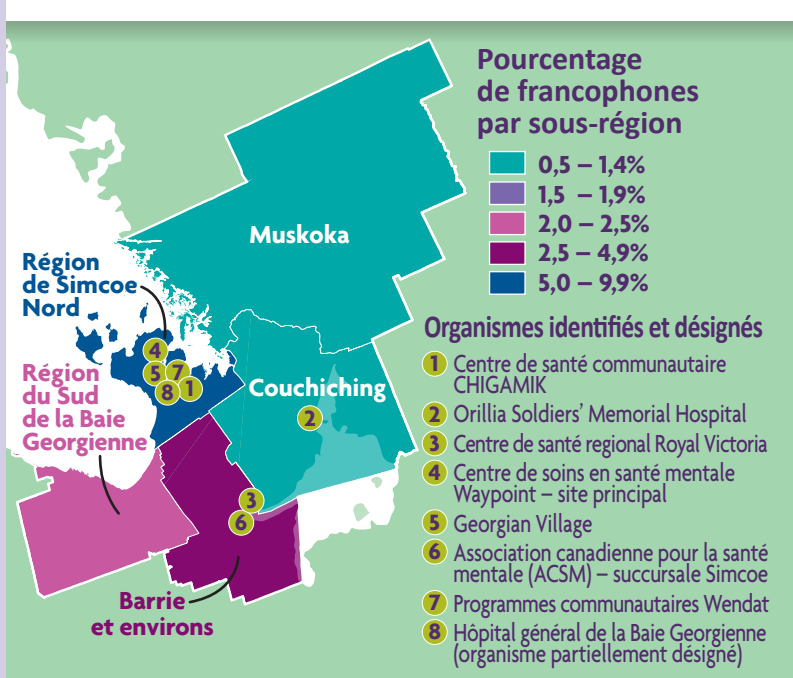 Pourcentage
de francophones
par sous-région
0,5 – 1,4%
1,5 – 1,9%
2,0 – 2,5%
2,5 – 4,9%
5,0 – 9,9%
Muskoka
Région
de Simcoe
Nord
Région
du Sud
de la Baie
Georgienne
Couchiching
4
5
7
8
1
2
3
6
Barrie
et environs
Organismes identifiés et désignés
1 Centre de santé communautaire
CHIGAMIK
2 Orillia Soldiers’ Memorial Hospital
3 Centre de santé regional Royal Victoria
4 Centre de soins en santé mentale
Waypoint – site principal
5 Georgian Village
6 Association canadienne pour la santé
mentale (ACSM) – succursale Simcoe
7 Programmes communautaires Wendat
8 Hôpital général de la Baie Georgienne
(organisme partiellement désigné)